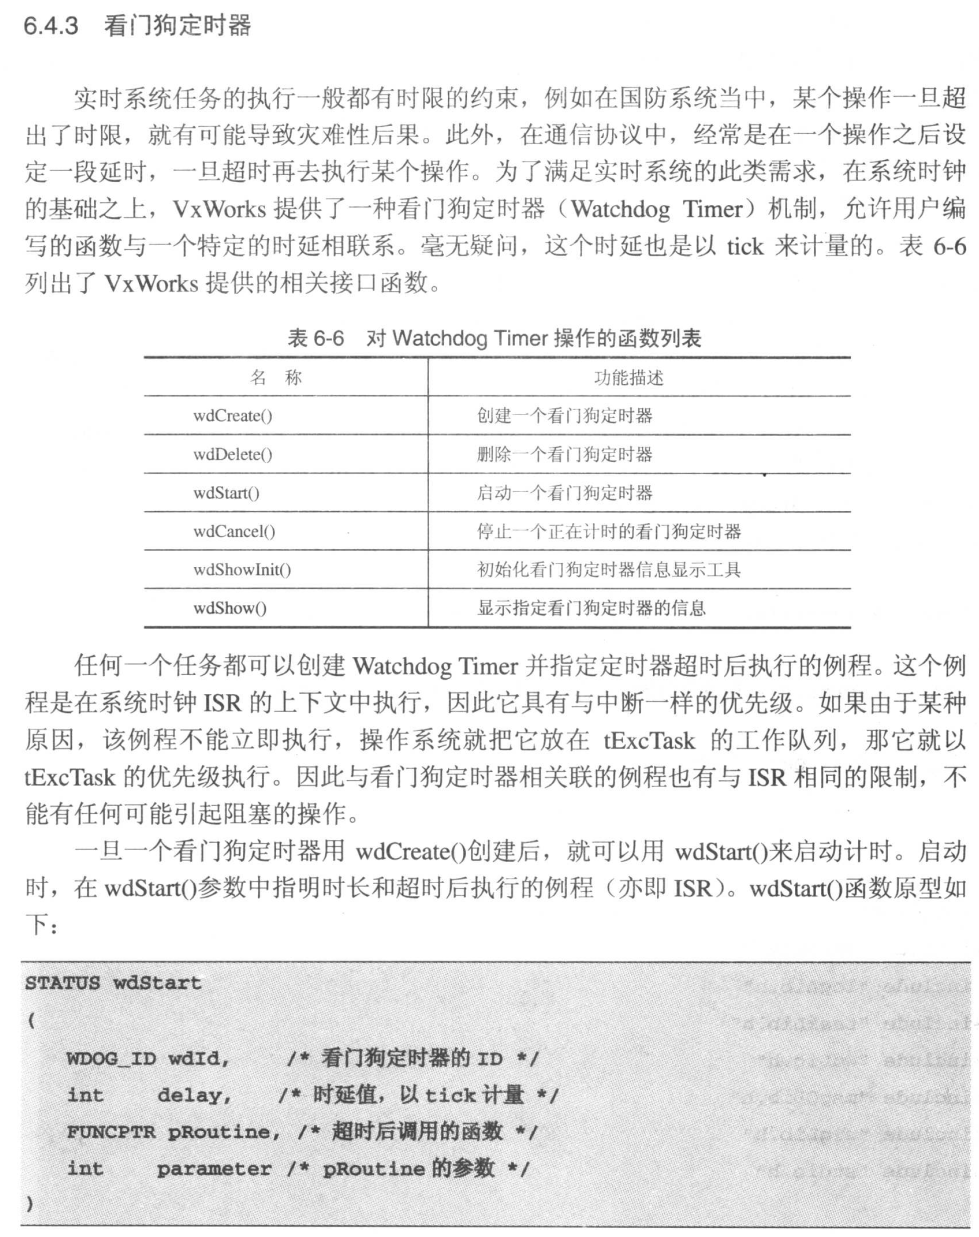 6.4.3 看门狗定时器
实时系统任务的执行一般都有时限的约束，例如在国防系统当中，某个操作一旦超
出了时限，就有可能导致灾难性后果。此外，在通信协议中，经常是在一个操作之后设
定一段延时，一旦超时再去执行某个操作。为了满足实时系统的此类需求，在系统时钟
的基础之上，VxWorks 提供了一种看门狗定时器（Watchdog Timer）机制，允许用户编
写的函数与一个特定的时延相联系。毫无疑问，这个时延也是以 tick 来计量的。表 6-6
列出了 VxWorks 提供的相关接口函数。
表 6-6 对 Watchdog Timer 操作的函数列表
名 称 功能描述
wdCreate() 创建一个看门狗定时器
wdDelete() 删除一个看门狗定时器
wdStart() 启动一个看门狗定时器
wdCancel() 停止一个正在计时的看门狗定时器
wdShowInit() 初始化看门狗定时器信息显示工具
wdShow() 显示指定看门狗定时器的信息
任何一个任务都可以创建 Watchdog Timer 并指定定时器超时后执行的例程。这个例
程是在系统时钟 ISR 的上下文中执行，因此它具有与中断一样的优先级。如果由于某种
原因，该例程不能立即执行，操作系统就把它放在 tExcTask 的工作队列，那它就以
tExcTask 的优先级执行。因此与看门狗定时器相关联的例程也有与 ISR 相同的限制，不
能有任何可能引起阻塞的操作。
一旦一个看门狗定时器用 wdCreate()创建后，就可以用 wdStart()来启动计时。启动
时，在 wdStart()参数中指明时长和超时后执行的例程（亦即 ISR）。wdStart()函数原型如
下：
STATUS wdStart
(
WDOG_ID wdId, /* 看门狗定时器的 ID */
int delay, /* 时延值，以 tick 计量 */
FUNCPTR pRoutine, /* 超时后调用的函数 */
int parameter /* pRoutine 的参数 */
)